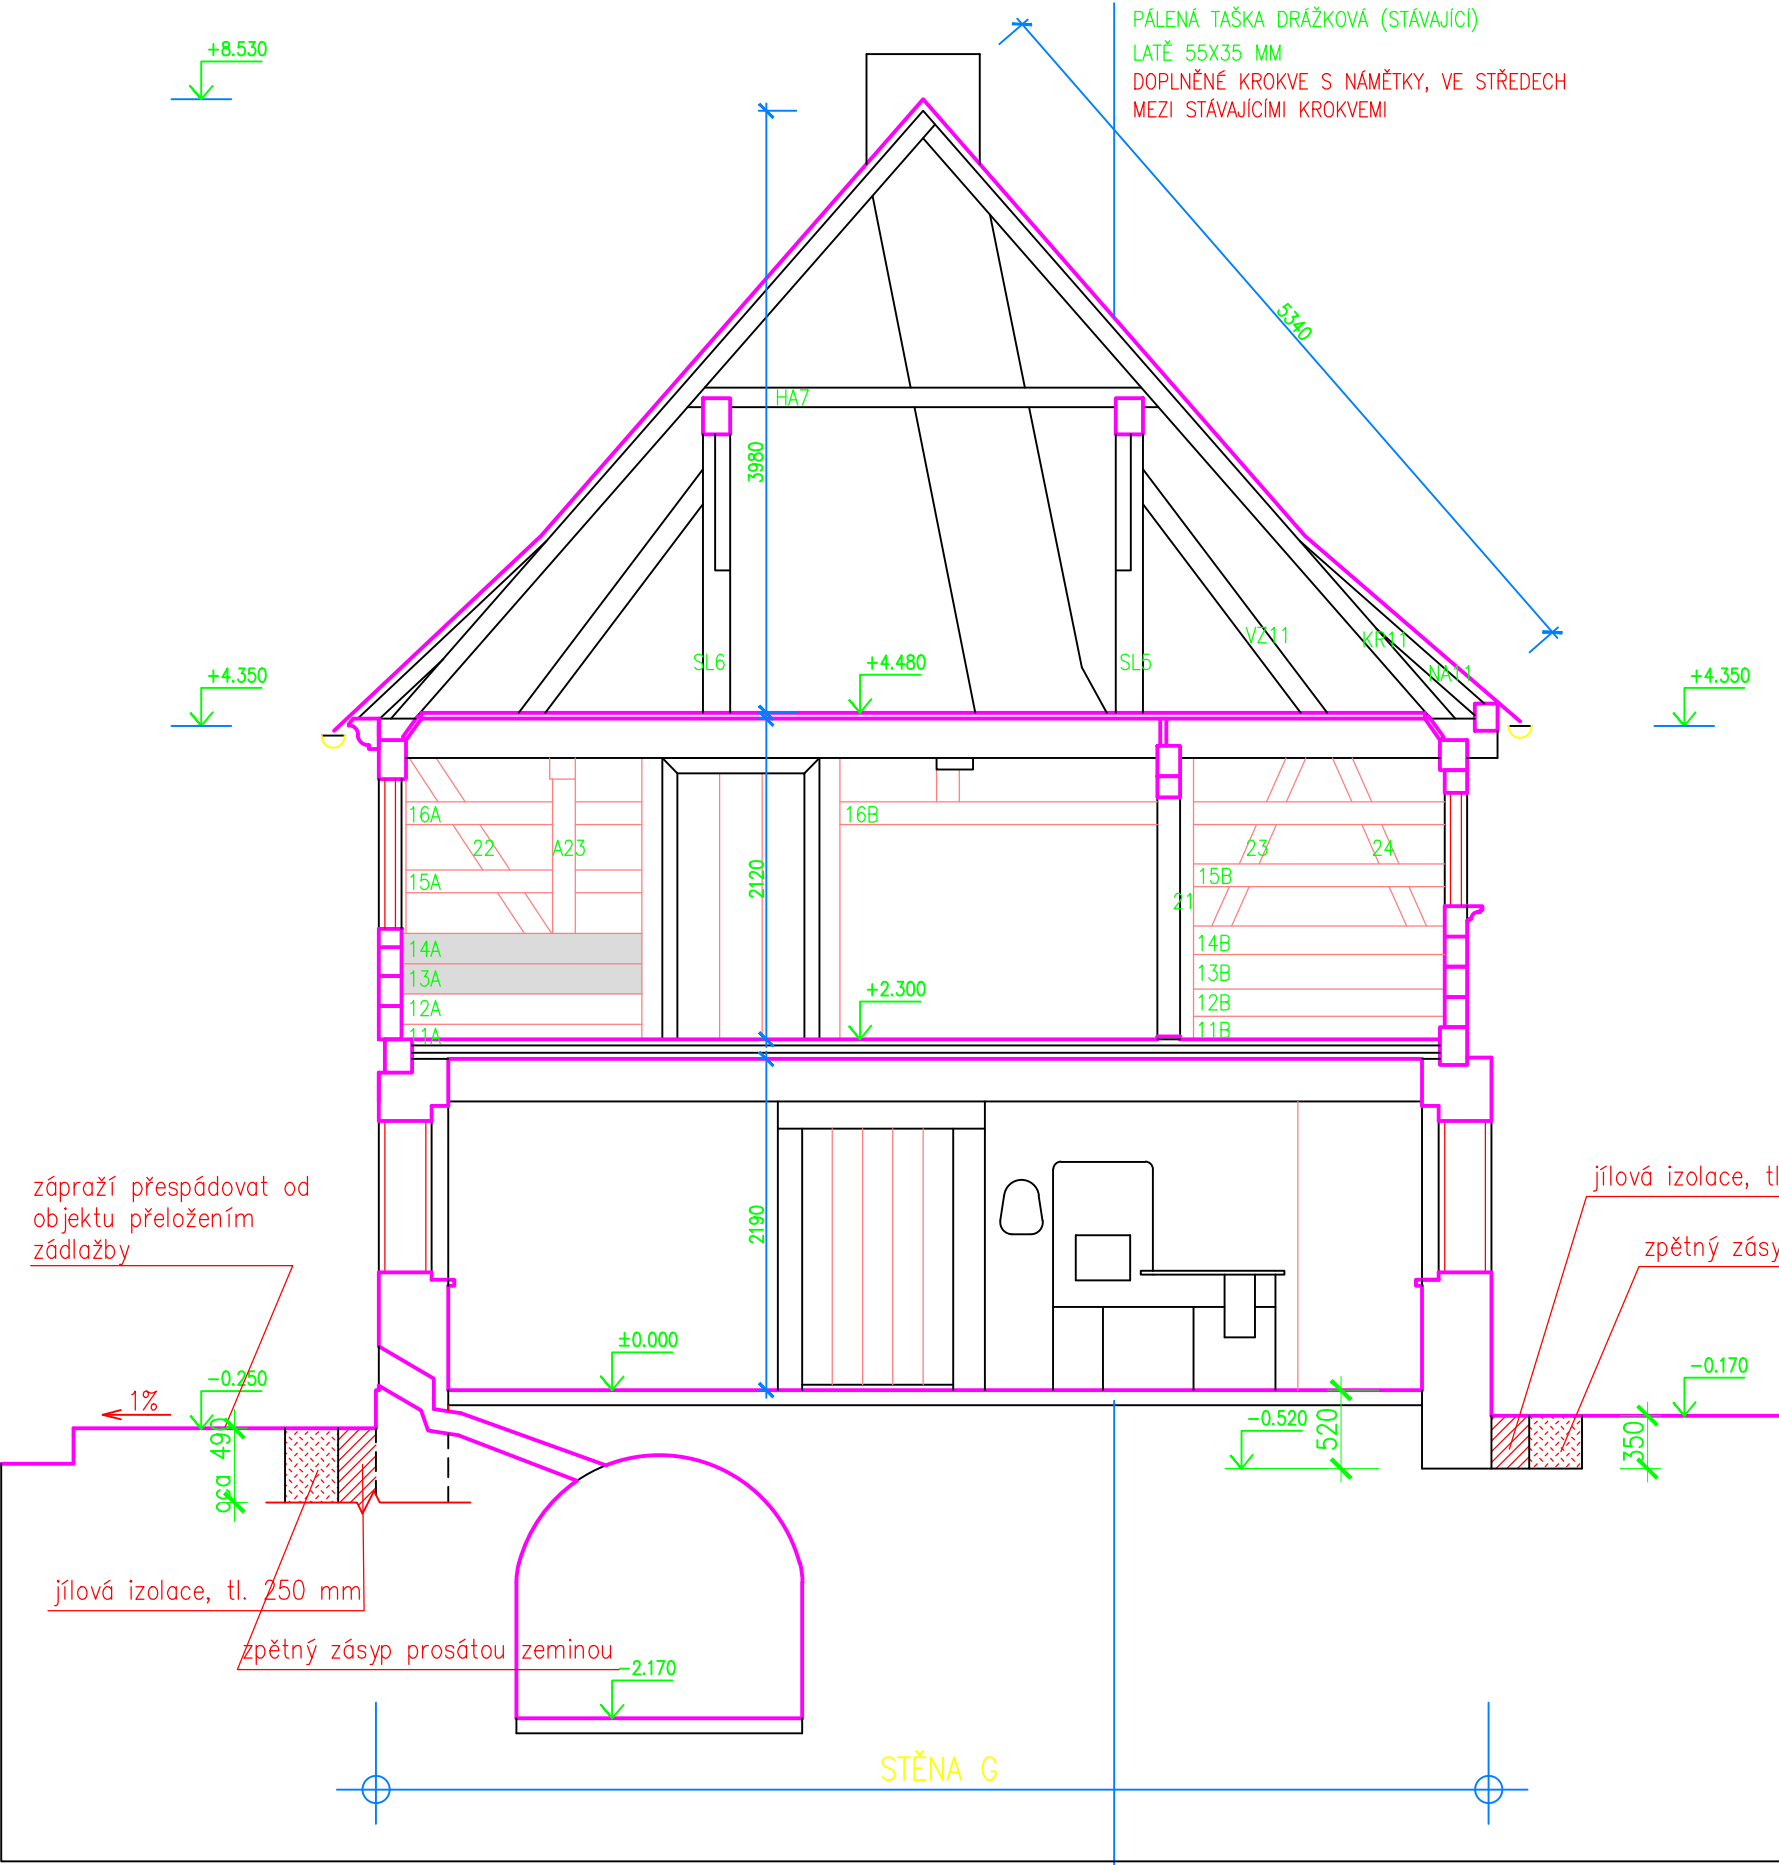 PÁLENÁ TAŠKA DRÁŽKOVÁ (STÁVAJÍCÍ)
LATĚ 55X35 MM
DOPLNĚNÉ KROKVE S NÁMĚTKY, VE STŘEDECH
MEZI STÁVAJÍCÍMI KROKVEMI
+8.530
5340
HA7
3980
VZ11
KR11
SL6
+4.480
SL5
NA11
+4.350
+4.350
16A
16B
22
A23
23
24
15A
2120
15B
21
14A
14B
13A
13B
+2.300
12A
12B
11A
11B
zápraží přespádovat od
objektu přeložením
zádlažby
jílová izolace, tl
2190
zpětný zásy
±0.000
-0.250
-0.170
1%
-0.520
520
350
490
jílová izolace, tl. 250 mm
zpětný zásyp prosátou zeminou
-2.170
STĚNA G